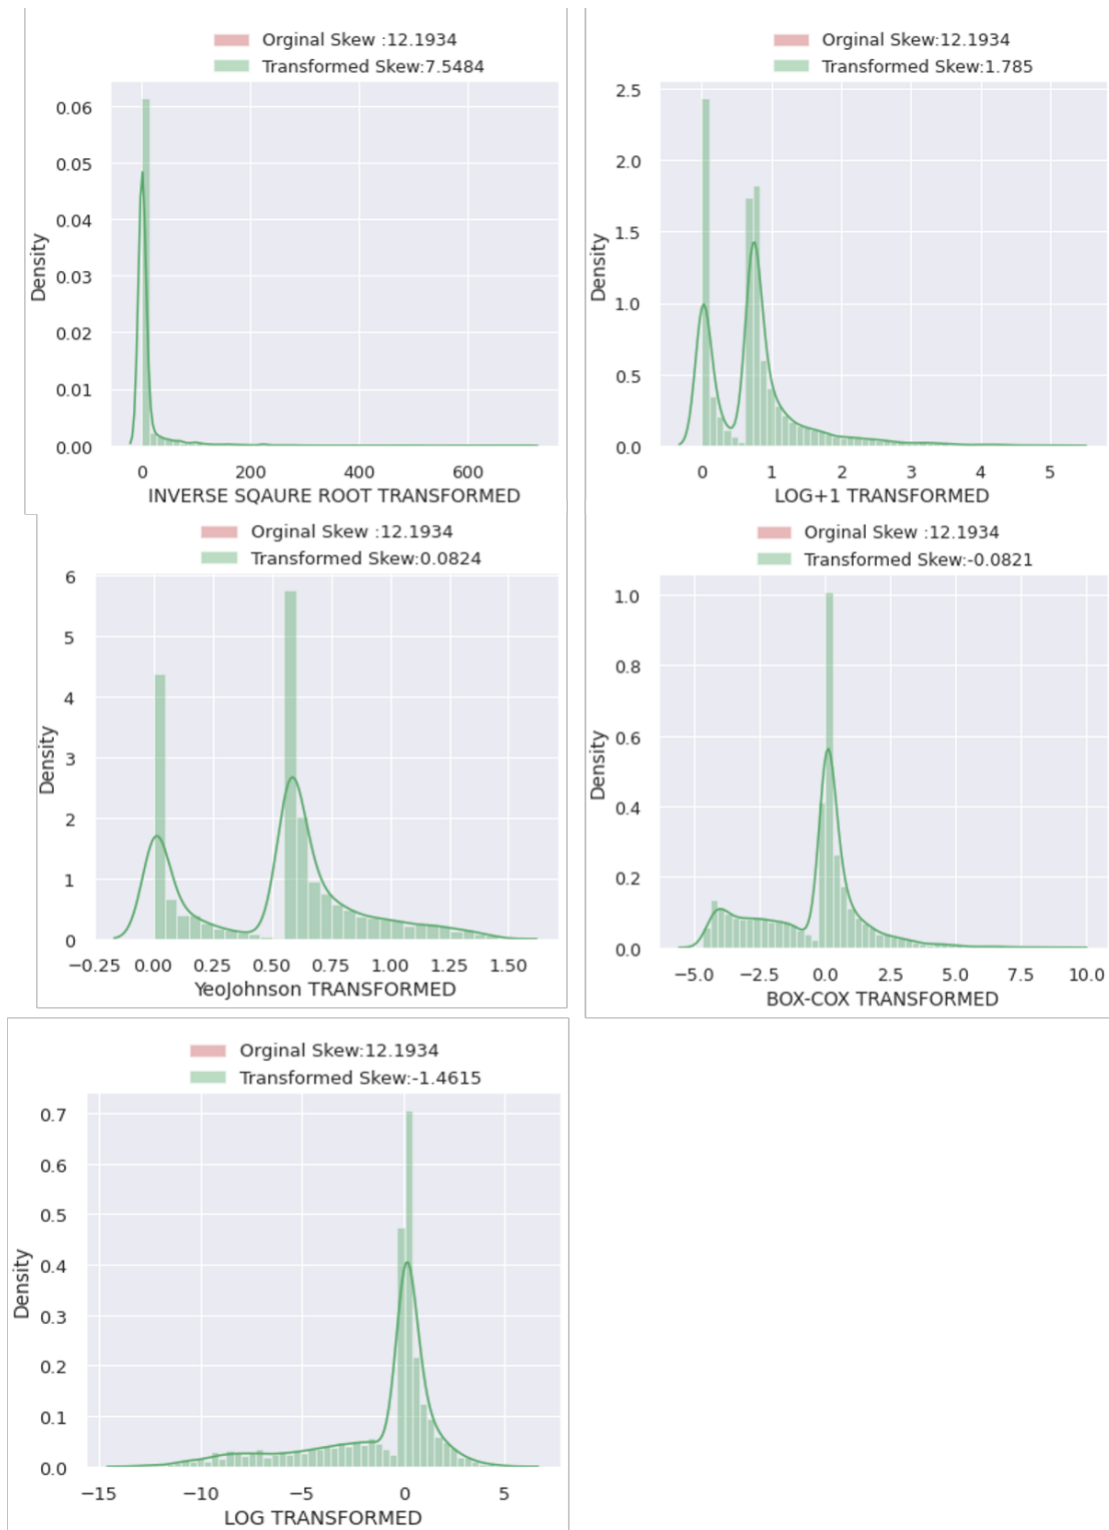 Orginal Skew :12.1934
Transformed Skew:7.5484
0.06
0.05
0.04
0.03
0.02
0.01
0.00
Density
0 200 400 600
INVERSE SQAURE ROOT TRANSFORMED
Orginal Skew:12.1934
Transformed Skew:1.785
2.5
2.0
1.5
1.0
0.5
0.0
Density
0 1 2 3 4 5
LOG+1 TRANSFORMED
Orginal Skew :12.1934
Transformed Skew:0.0824
6
5
4
3
2
1
0
Density
−0.25 0.00 0.25 0.50 0.75 1.00 1.25 1.50
YeoJohnson TRANSFORMED
Orginal Skew :12.1934
Transformed Skew:-0.0821
1.0
0.8
0.6
0.4
0.2
0.0
Density
−5.0 −2.5 0.0 2.5 5.0 7.5 10.0
BOX-COX TRANSFORMED
Orginal Skew:12.1934
Transformed Skew:-1.4615
0.7
0.6
0.5
0.4
0.3
0.2
0.1
0.0
Density
−15 −10 −5 0 5
LOG TRANSFORMED